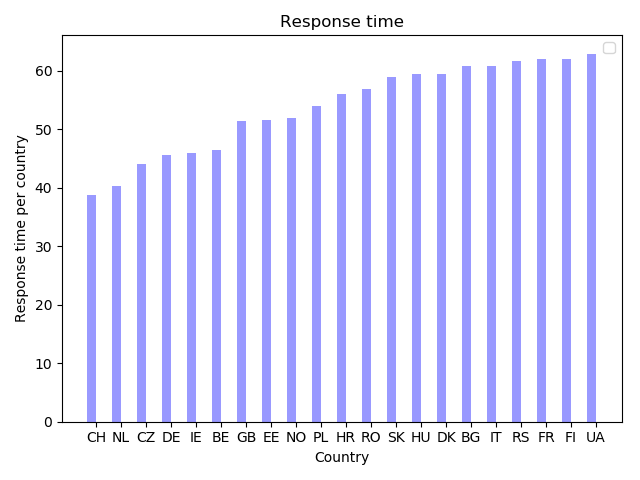 Response time
Response time per country
60
50
40
30
20
10
0
CH NL CZ DE IE BE GB EE NO PL HR RO SK HU DK BG IT RS FR FI UA
Country